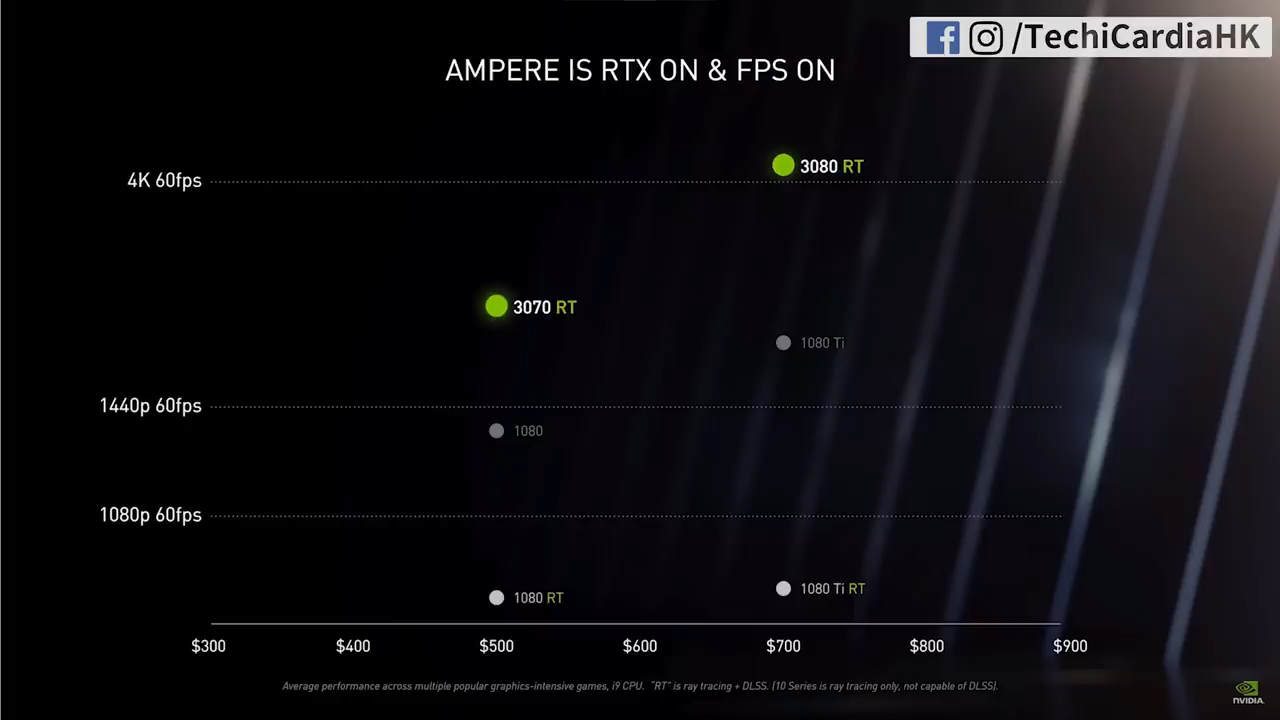 /TechiCardiaHK
AMPERE IS RTX ON & FPS ON
4K 60fps
3080 RT
3070 RT
1080 Ti
1440p 60fps
1080
1080p 60fps
1080 RT
1080 Ti RT
$300 $400 $500 $600 $700 $800 $900
Average performance across multiple popular graphics-intensive games, i9 CPU. "RT" is ray tracing + DLSS. (10 Series is ray tracing only, not capable of DLSS).
NVIDIA.